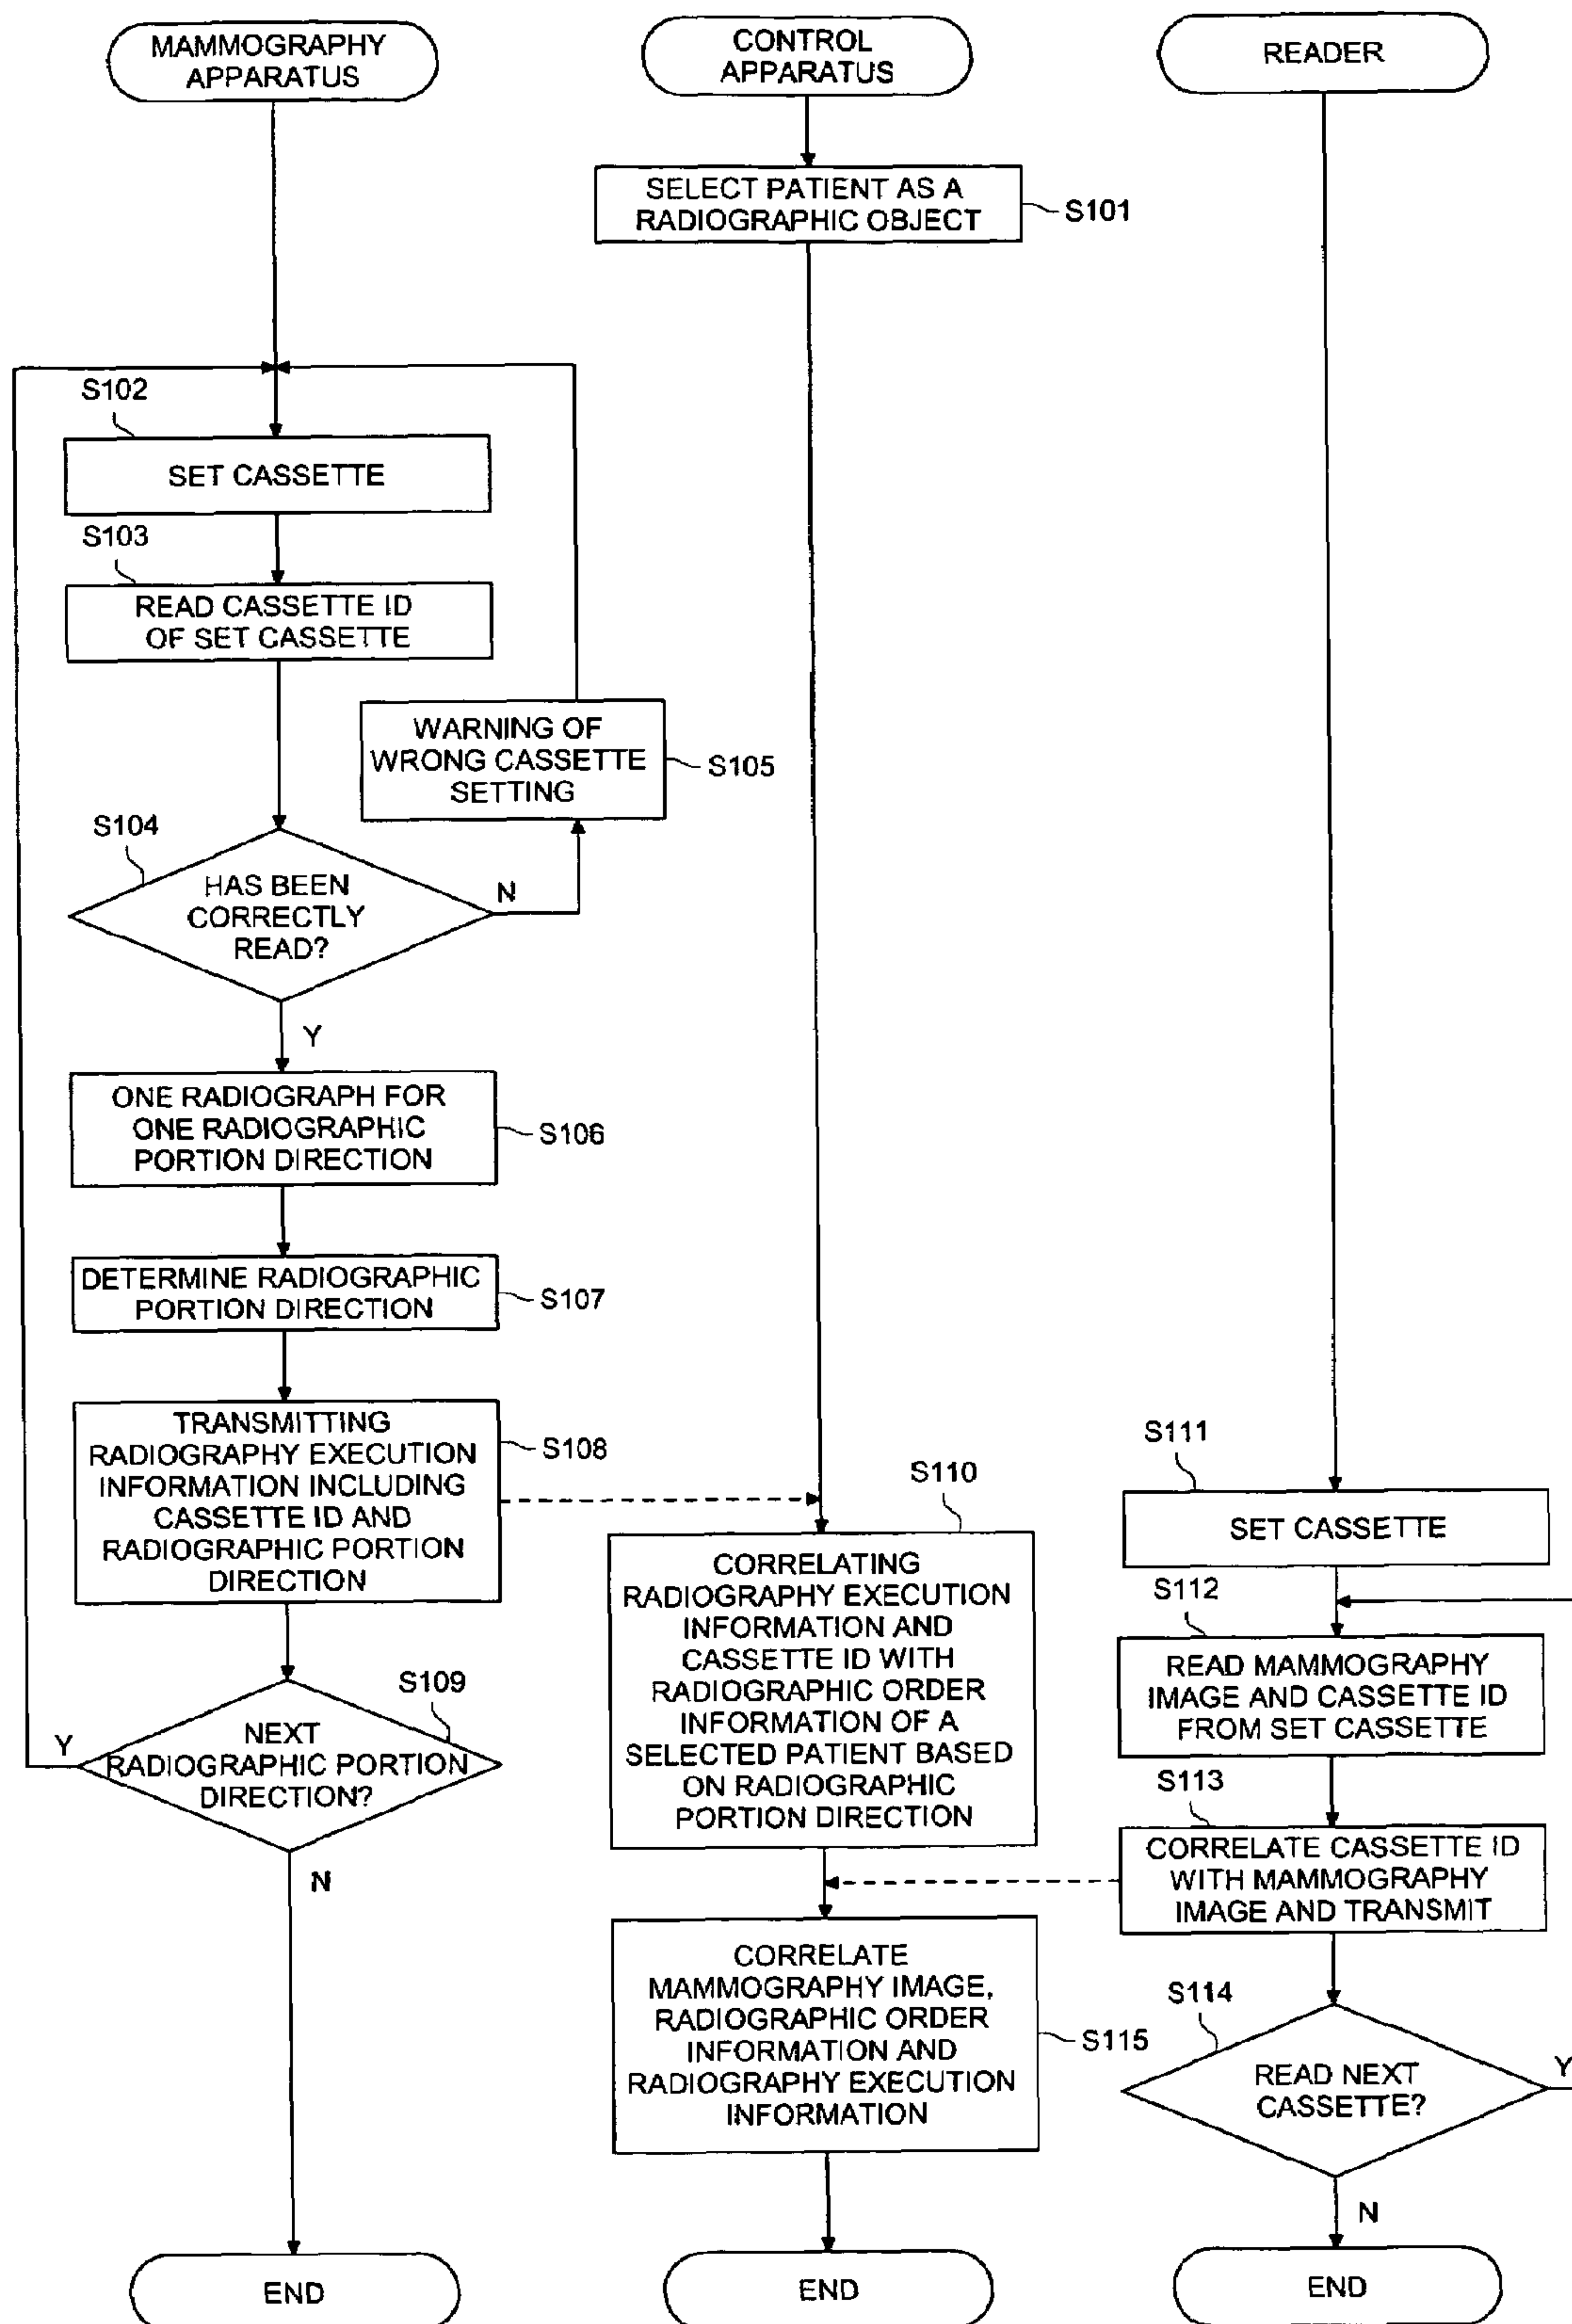 MAMMOGRAPHY
APPARATUS
CONTROL
APPARATUS
READER
SELECT PATIENT AS A
RADIOGRAPHIC OBJECT
S101
S102
SET CASSETTE
S103
READ CASSETTE ID
OF SET CASSETTE
WARNING OF
WRONG CASSETTE
SETTING
S105
S104
HAS BEEN
CORRECTLY
READ?
N
Y
ONE RADIOGRAPH FOR
ONE RADIOGRAPHIC
PORTION DIRECTION
S106
DETERMINE RADIOGRAPHIC
PORTION DIRECTION
S107
TRANSMITTING
RADIOGRAPHY EXECUTION
INFORMATION INCLUDING
CASSETTE ID AND
RADIOGRAPHIC PORTION
DIRECTION
S108
S109
NEXT
RADIOGRAPHIC PORTION
DIRECTION?
Y
N
END
S110
CORRELATING
RADIOGRAPHY EXECUTION
INFORMATION AND
CASSETTE ID WITH
RADIOGRAPHIC ORDER
INFORMATION OF A
SELECTED PATIENT BASED
ON RADIOGRAPHIC
PORTION DIRECTION
CORRELATE
MAMMOGRAPHY IMAGE,
RADIOGRAPHIC ORDER
INFORMATION AND
RADIOGRAPHY EXECUTION
INFORMATION
S115
END
S111
SET CASSETTE
S112
READ MAMMOGRAPHY
IMAGE AND CASSETTE ID
FROM SET CASSETTE
S113
CORRELATE CASSETTE ID
WITH MAMMOGRAPHY
IMAGE AND TRANSMIT
S114
READ NEXT
CASSETTE?
Y
N
END